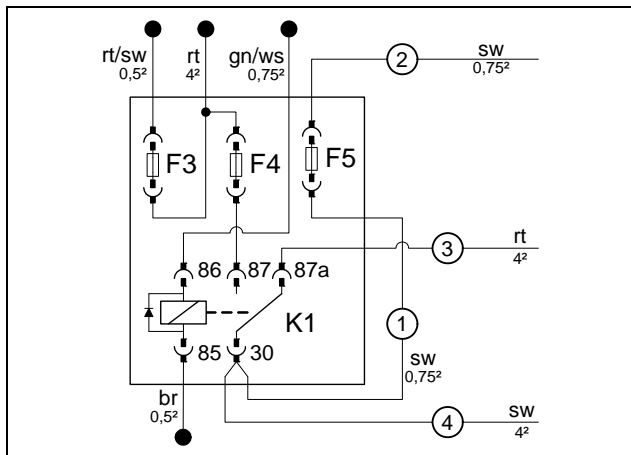 rt/sw
0,5²
rt
4²
gn/ws
0,75²
2
sw
0,75²
F3
F4
F5
3
rt
4²
86
87
87a
K1
1
85
30
sw
0,75²
br
0,5²
4
sw
4²